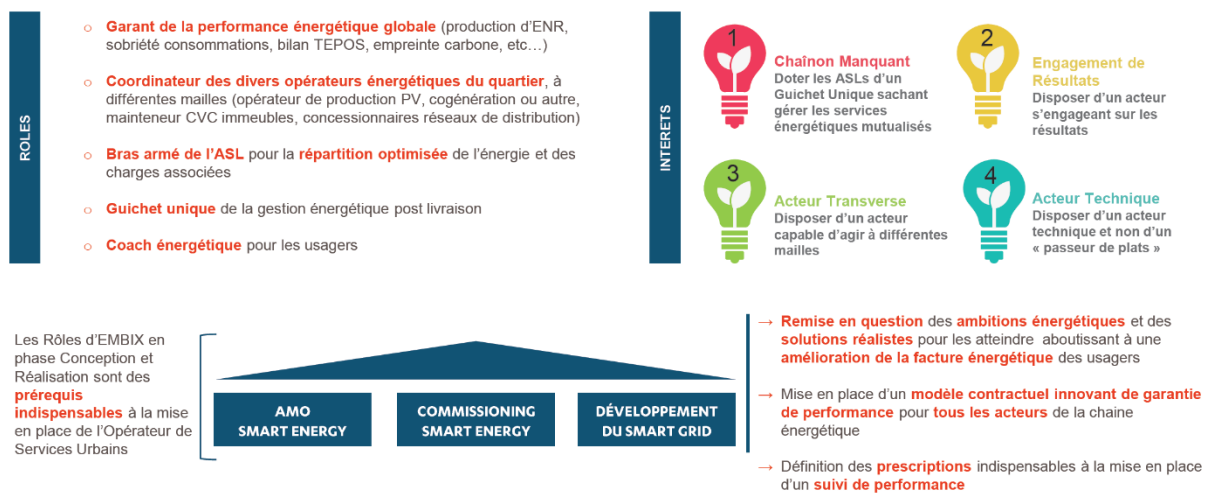 ROLES
○ Garant de la performance énergétique globale (production d’ENR,
sobriété consommations, bilan TEPOS, empreinte carbone, etc…)
○ Coordinateur des divers opérateurs énergétiques du quartier, à
différentes mailles (opérateur de production PV, cogénération ou autre,
mainteneur CVC immeubles, concessionnaires réseaux de distribution)
○ Bras armé de l’ASL pour la répartition optimisée de l’énergie et des
charges associées
○ Guichet unique de la gestion énergétique post livraison
○ Coach énergétique pour les usagers
INTERETS
1
Chaînon Manquant
Doter les ASLs d’un
Guichet Unique sachant
gérer les services
énergétiques mutualisés
2
Engagement de
Résultats
Disposer d’un acteur
s’engageant sur les
résultats
3
Acteur Transverse
Disposer d’un acteur
capable d’agir à différentes
mailles
4
Acteur Technique
Disposer d’un acteur
technique et non d’un
« passeur de plats »
Les Rôles d’EMBIX en
phase Conception et
Réalisation sont des
prérequis
indispensables à la mise
en place de l’Opérateur de
Services Urbains
AMO
SMART ENERGY
COMMISSIONING
SMART ENERGY
DÉVELOPPEMENT
DU SMART GRID
→ Remise en question des ambitions énergétiques et des
solutions réalistes pour les atteindre aboutissant à une
amélioration de la facture énergétique des usagers
→ Mise en place d’un modèle contractuel innovant de garantie
de performance pour tous les acteurs de la chaine
énergétique
→ Définition des prescriptions indispensables à la mise en place
d’un suivi de performance